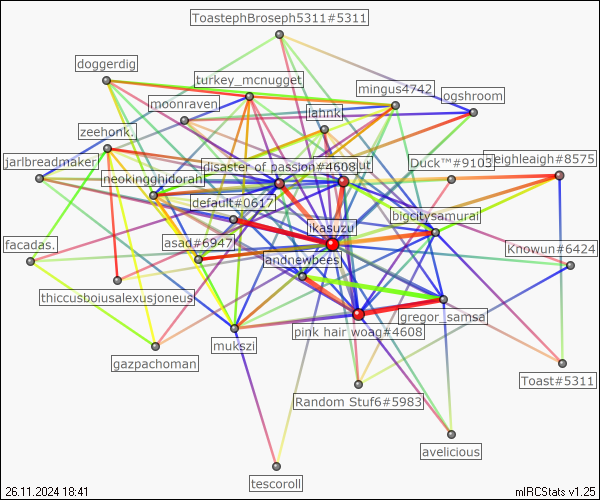 ToastephBroseph5311#5311
doggerdig
turkey_mcnugget
mingus4742
ogshroom
moonraven
lahnk
zeehonk.
jarlbreadmaker
disaster of passion#4608
ut
Duck™#9103
eighleigh#8575
neokingghidorah
default#0617
bigcitysamurai
ikasuzu
asad#6947
facadas.
Knowun#6424
andnewbees
thiccusboiusalexusjoneus
gregor_samsa
pink hair woag#4608
mukszi
gazpachoman
Toast#5311
Random Stuf6#5983
avelicious
tescoroll
26.11.2024 18:41
mIRCStats v1.25